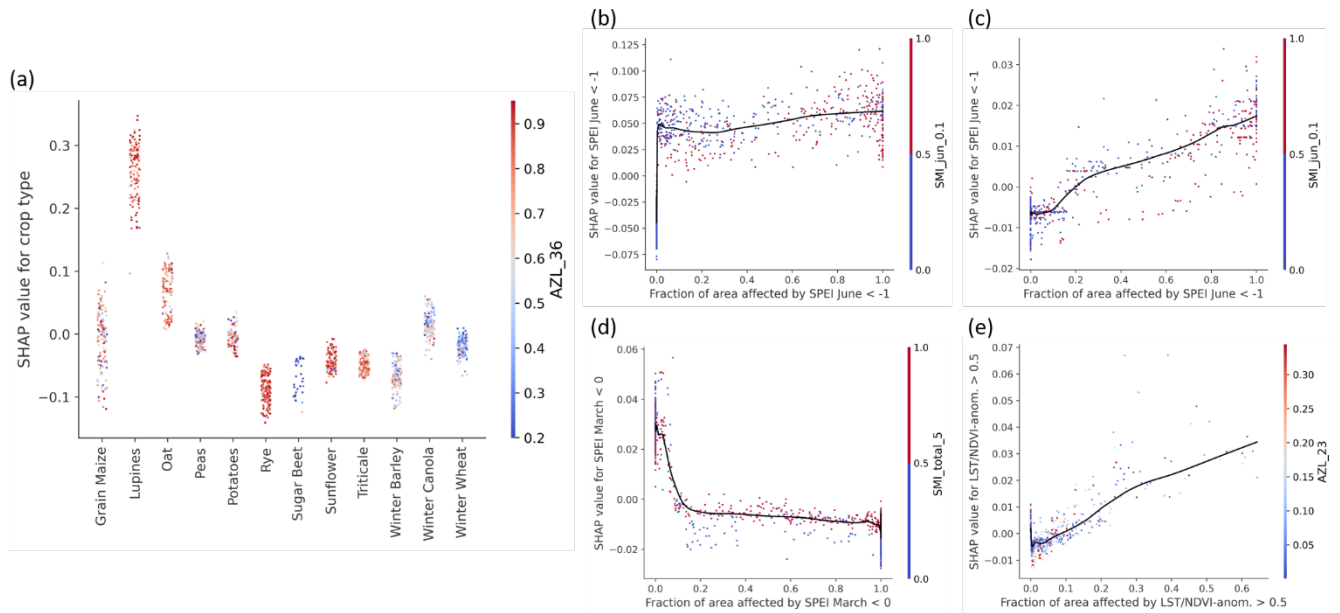 (a)
SHAP value for crop type
0.3
0.2
0.1
0.0
−0.1
Grain Maize
Lupines
Oat
Peas
Potatoes
Rye
Sugar Beet
Sunflower
Triticale
Winter Barley
Winter Canola
Winter Wheat
0.9
0.8
0.7
0.6
0.5
0.4
0.3
0.2
AZL_36
(b)
SHAP value for SPEI June < -1
0.125
0.100
0.075
0.050
0.025
0.000
−0.025
−0.050
−0.075
0.0 0.2 0.4 0.6 0.8 1.0
Fraction of area affected by SPEI June < -1
1.0
0.5
0.0
SMI_jun_0.1
(c)
SHAP value for SPEI June < -1
0.03
0.02
0.01
0.00
−0.01
−0.02
0.0 0.2 0.4 0.6 0.8 1.0
Fraction of area affected by SPEI June < -1
1.0
0.5
0.0
SMI_jun_0.1
(d)
SHAP value for SPEI March < 0
0.06
0.04
0.02
0.00
−0.02
0.0 0.2 0.4 0.6 0.8 1.0
Fraction of area affected by SPEI March < 0
1.0
0.5
0.0
SMI_total_5
(e)
SHAP value for LST/NDVI-anom. > 0.5
0.07
0.06
0.05
0.04
0.03
0.02
0.01
0.00
−0.01
0.0 0.1 0.2 0.3 0.4 0.5 0.6
Fraction of area affected by LST/NDVI-anom. > 0.5
0.30
0.25
0.20
0.15
0.10
0.05
AZL_23